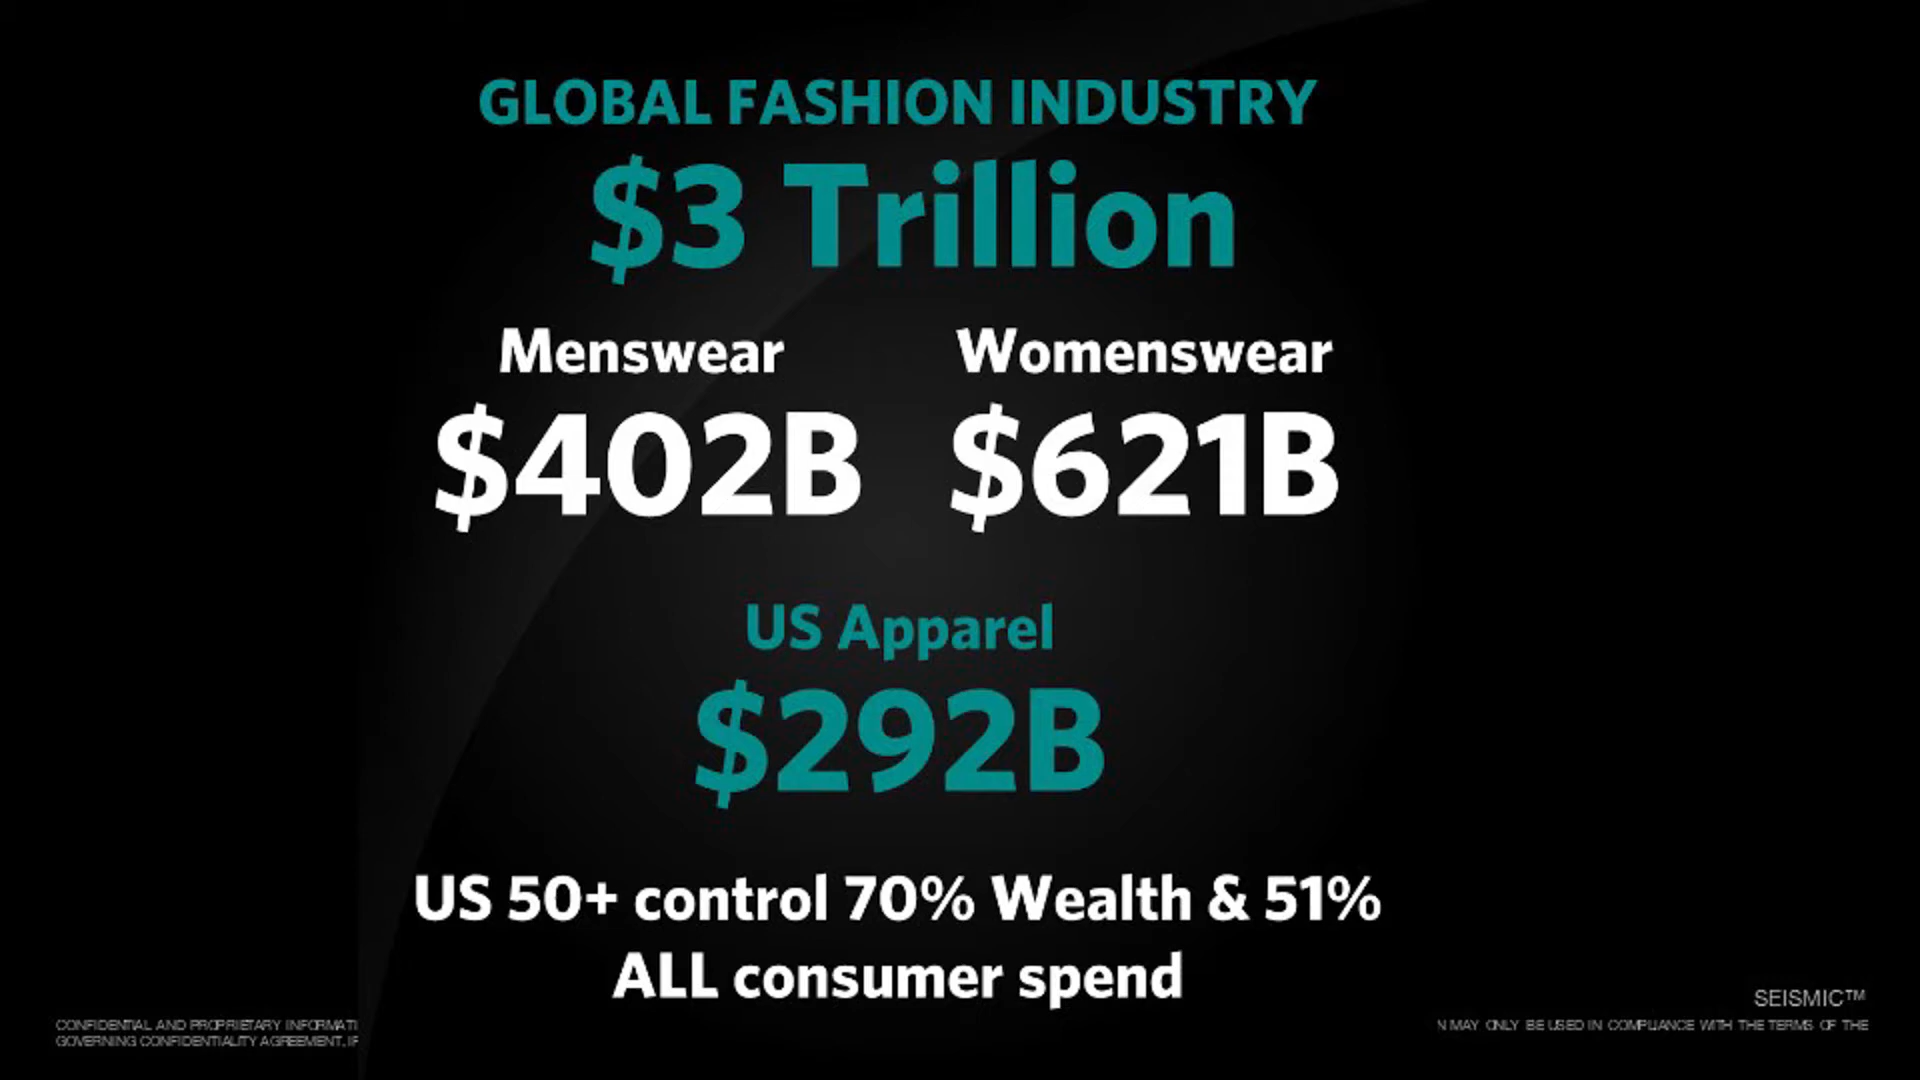 GLOBAL FASHION INDUSTRY
$3 Trillion
Menswear Womenswear
$402B $621B
US Apparel
$292B
US 50+ control 70% Wealth & 51%
ALL consumer spend
SEISMIC™
CONFIDENTIAL AND PROPRIETARY INFORMATI N MAY ONLY BE USED IN COMPLIANCE WITH THE TERMS OF THE
GOVERNING CONFIDENTIALITY AGREEMENT, IF